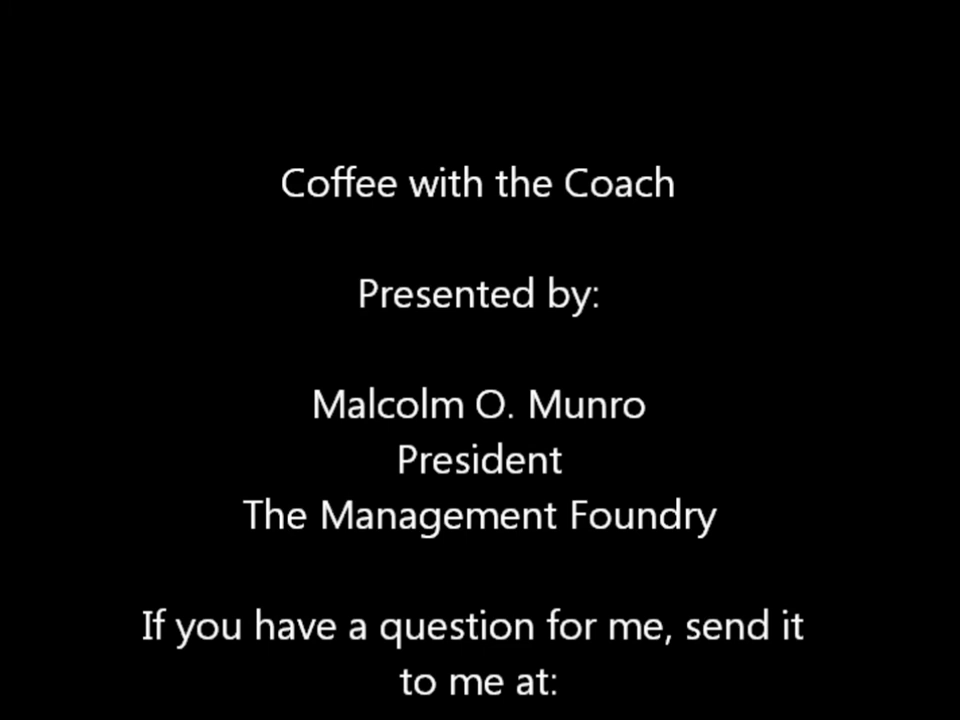 Coffee with the Coach
Presented by:
Malcolm O. Munro
President
The Management Foundry
If you have a question for me, send it
to me at: